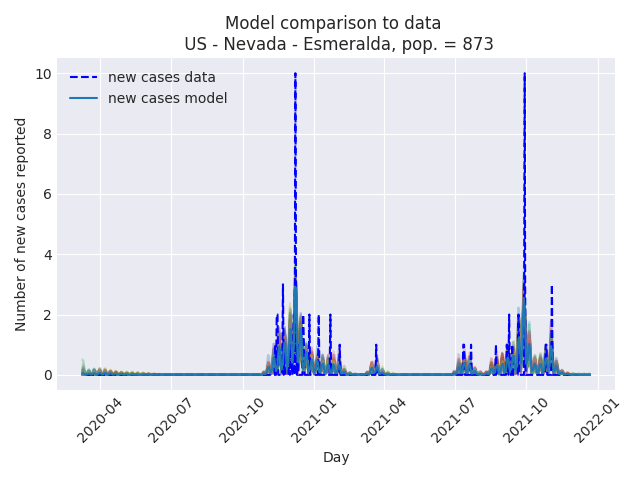 Model comparison to data
US - Nevada - Esmeralda, pop. = 873
new cases data
new cases model
Number of new cases reported
10
8
6
4
2
0
2020-04
2020-07
2020-10
2021-01
2021-04
2021-07
2021-10
2022-01
Day